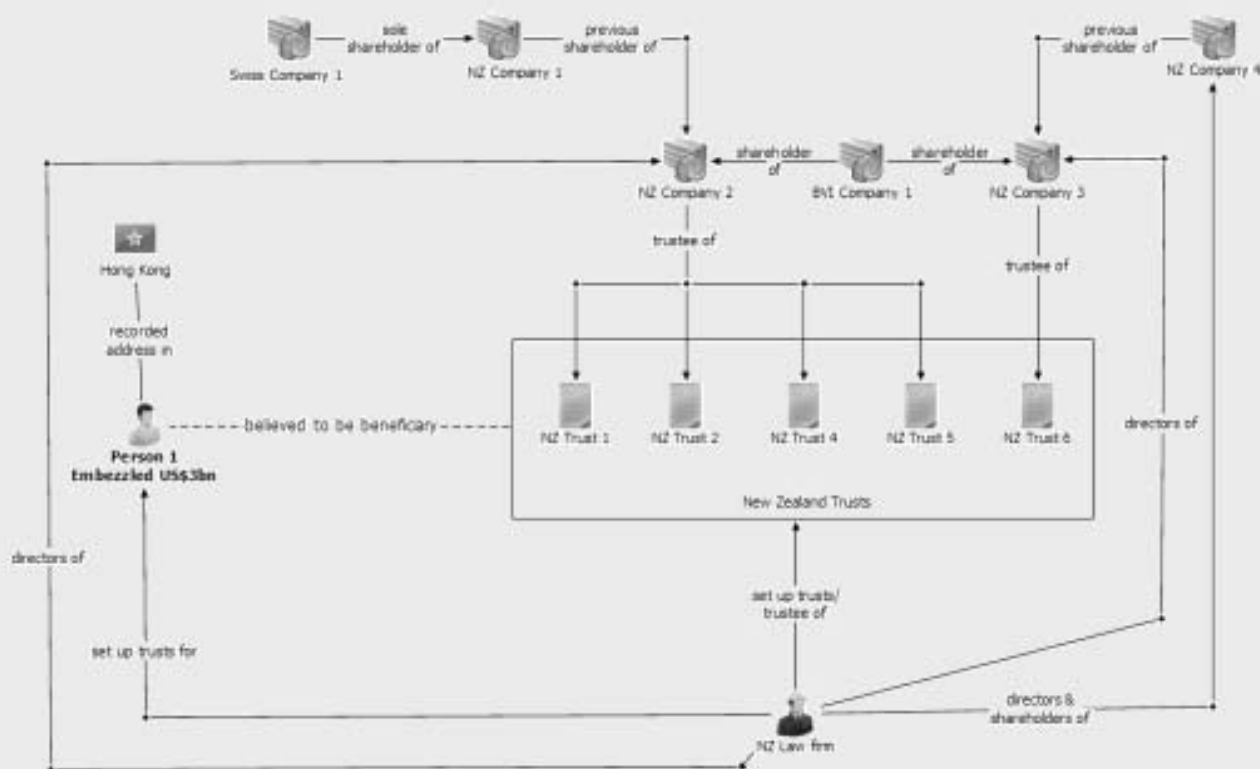 sole
shareholder of
previous
shareholder of
previous
shareholder of
Swiss Company 1
NZ Company 1
NZ Company 4
shareholder
of
shareholder
of
NZ Company 2
BVI Company 1
NZ Company 3
trustee of
trustee of
Hong Kong
recorded
address in
believed to be beneficiary
NZ Trust 1
NZ Trust 2
NZ Trust 4
NZ Trust 5
NZ Trust 6
directors of
Person 1
Embezzled US$3bn
New Zealand Trusts
directors of
set up trusts/
trustee of
set up trusts for
directors &
shareholders of
NZ Law firm